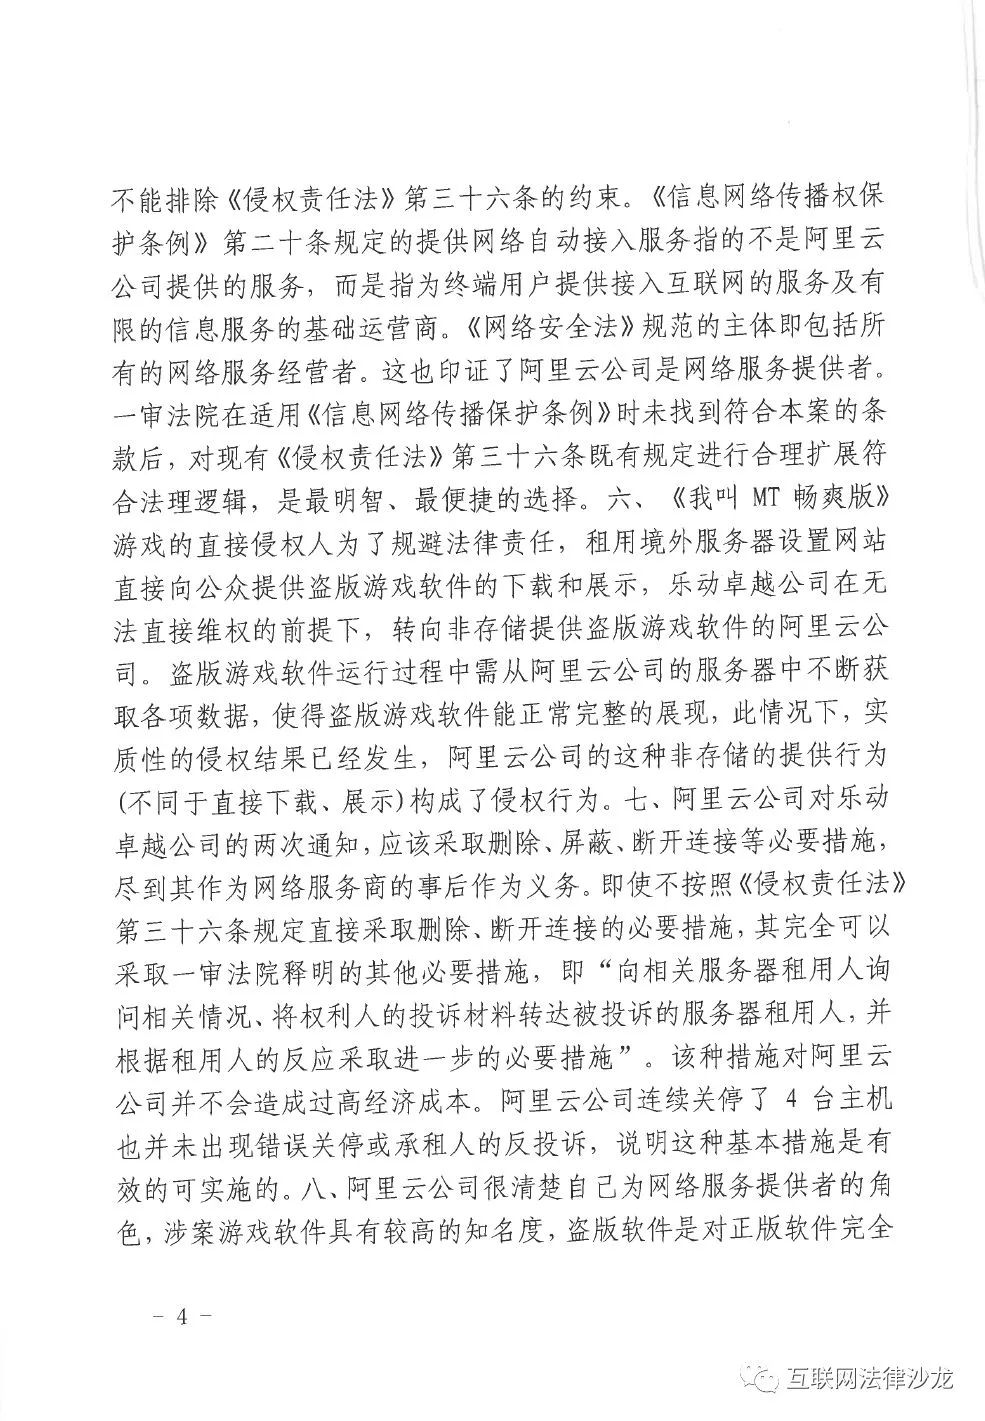 不能排除《侵权责任法》第三十六条的约束。《信息网络传播权保
护条例》第二十条规定的提供网络自动接入服务指的不是阿里云
公司提供的服务，而是指为终端用户提供接入互联网的服务及有
限的信息服务的基础运营商。《网络安全法》规范的主体即包括所
有的网络服务经营者。这也印证了阿里云公司是网络服务提供者。
一审法院在适用《信息网络传播保护条例》时未找到符合本案的条
款后，对现有《侵权责任法》第三十六条既有规定进行合理扩展符
合法理逻辑，是最明智、最便捷的选择。六、《我叫 MT 畅爽版》
游戏的直接侵权人为了规避法律责任，租用境外服务器设置网站
直接向公众提供盗版游戏软件的下载和展示，乐动卓越公司在无
法直接维权的前提下，转向非存储提供盗版游戏软件的阿里云公
司。盗版游戏软件运行过程中需从阿里云公司的服务器中不断获
取各项数据，使得盗版游戏软件能正常完整的展现，此情况下，实
质性的侵权结果已经发生，阿里云公司的这种非存储的提供行为
(不同于直接下载、展示)构成了侵权行为。七、阿里云公司对乐动
卓越公司的两次通知，应该采取删除、屏蔽、断开连接等必要措施，
尽到其作为网络服务商的事后作为义务。即使不按照《侵权责任法》
第三十六条规定直接采取删除、断开连接的必要措施，其完全可以
采取一审法院释明的其他必要措施，即“向相关服务器租用人询
问相关情况、将权利人的投诉材料转达被投诉的服务器租用人，并
根据租用人的反应采取进一步的必要措施”。该种措施对阿里云
公司并不会造成过高经济成本。阿里云公司连续关停了 4 台主机
也并未出现错误关停或承租人的反投诉，说明这种基本措施是有
效的可实施的。八、阿里云公司很清楚自己为网络服务提供者的角
色，涉案游戏软件具有较高的知名度，盗版软件是对正版软件完全
- 4 -
互联网法律沙龙